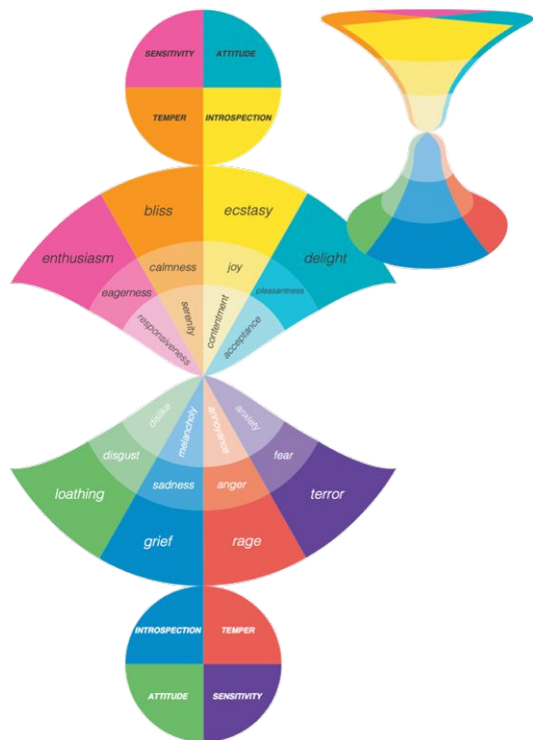 SENSITIVITY
ATTITUDE
TEMPER
INTROSPECTION
bliss
ecstasy
enthusiasm
delight
calmness
joy
eagerness
pleasantness
serenity
contentment
responsiveness
acceptance
dislike
melancholy
annoyance
anxiety
disgust
fear
sadness
anger
loathing
terror
grief
rage
INTROSPECTION
TEMPER
ATTITUDE
SENSITIVITY